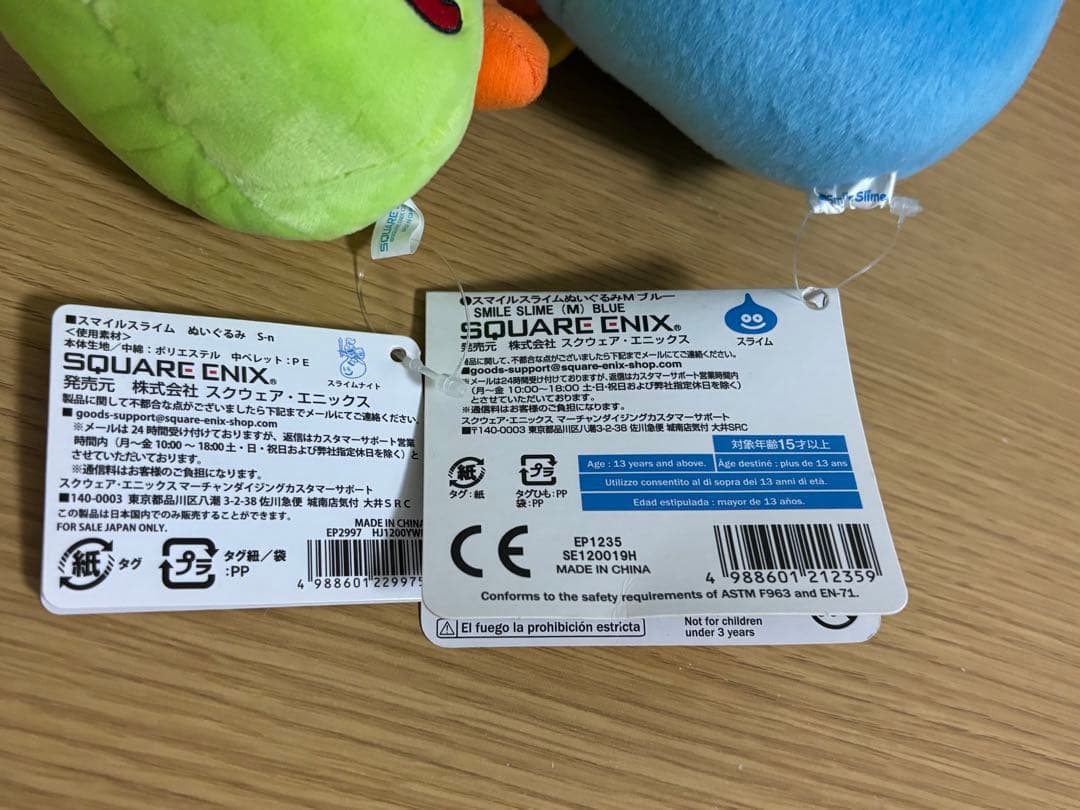 SQUARE
Smile Slime
■スマイルスライム ぬいぐるみ S-n
<使用素材>
本体生地/中綿:ポリエステル 中ペレット:PE
SQUARE ENIX®
スライムナイト
発売元 株式会社 スクウェア・エニックス
製品に関して不都合な点がございましたら下記までメールにてご連絡ください
■goods-support@square-enix-shop.com
※メールは 24 時間受け付けておりますが、返信はカスタマーサポート営業
時間内(月~金 10:00 ~ 18:00 土・日・祝日および弊社指定休日を除く)と
させていただいております。
※通信料はお客様のご負担になります。
スクウェア・エニックス マーチャンダイジングカスタマーサポート
■140-0003 東京都品川区八潮 3-2-38 佐川急便 城南店気付 大井SRC
この製品は日本国内でのみ販売することができます。
FOR SALE JAPAN ONLY.
MADE IN CHINA
EP2997 HJ1200YW
紙 タグ
プラ タグ紐/袋
:PP
4 988601 229975
●スマイルスライムぬいぐるみM ブルー
SMILE SLIME (M) BLUE
SQUARE ENIX®
スライム
発売元 株式会社 スクウェア・エニックス
製品に関して、不都合な点がございましたら下記までメールにてご連絡ください。
■goods-support@square-enix-shop.com
※メールは24時間受け付けておりますが、返信はカスタマーサポート営業時間内
(月~金 10:00~18:00 土・日・祝日および弊社指定休日を除く)
とさせていただいております。
※通信料はお客様のご負担になります。
スクウェア・エニックス マーチャンダイジングカスタマーサポート
■〒140-0003 東京都品川区八潮3-2-38 佐川急便 城南店気付 大井SRC
対象年齢15才以上
Age : 13 years and above.
Âge destiné : plus de 13 ans
Utilizzo consentito al di sopra dei 13 anni di età.
Edad estipulada : mayor de 13 años.
紙
タグ:紙
プラ
タグひも:PP
袋:PP
CE
EP1235
SE120019H
MADE IN CHINA
4 988601 212359
Conforms to the safety requirements of ASTM F963 and EN-71.
El fuego la prohibición estricta
Not for children
under 3 years